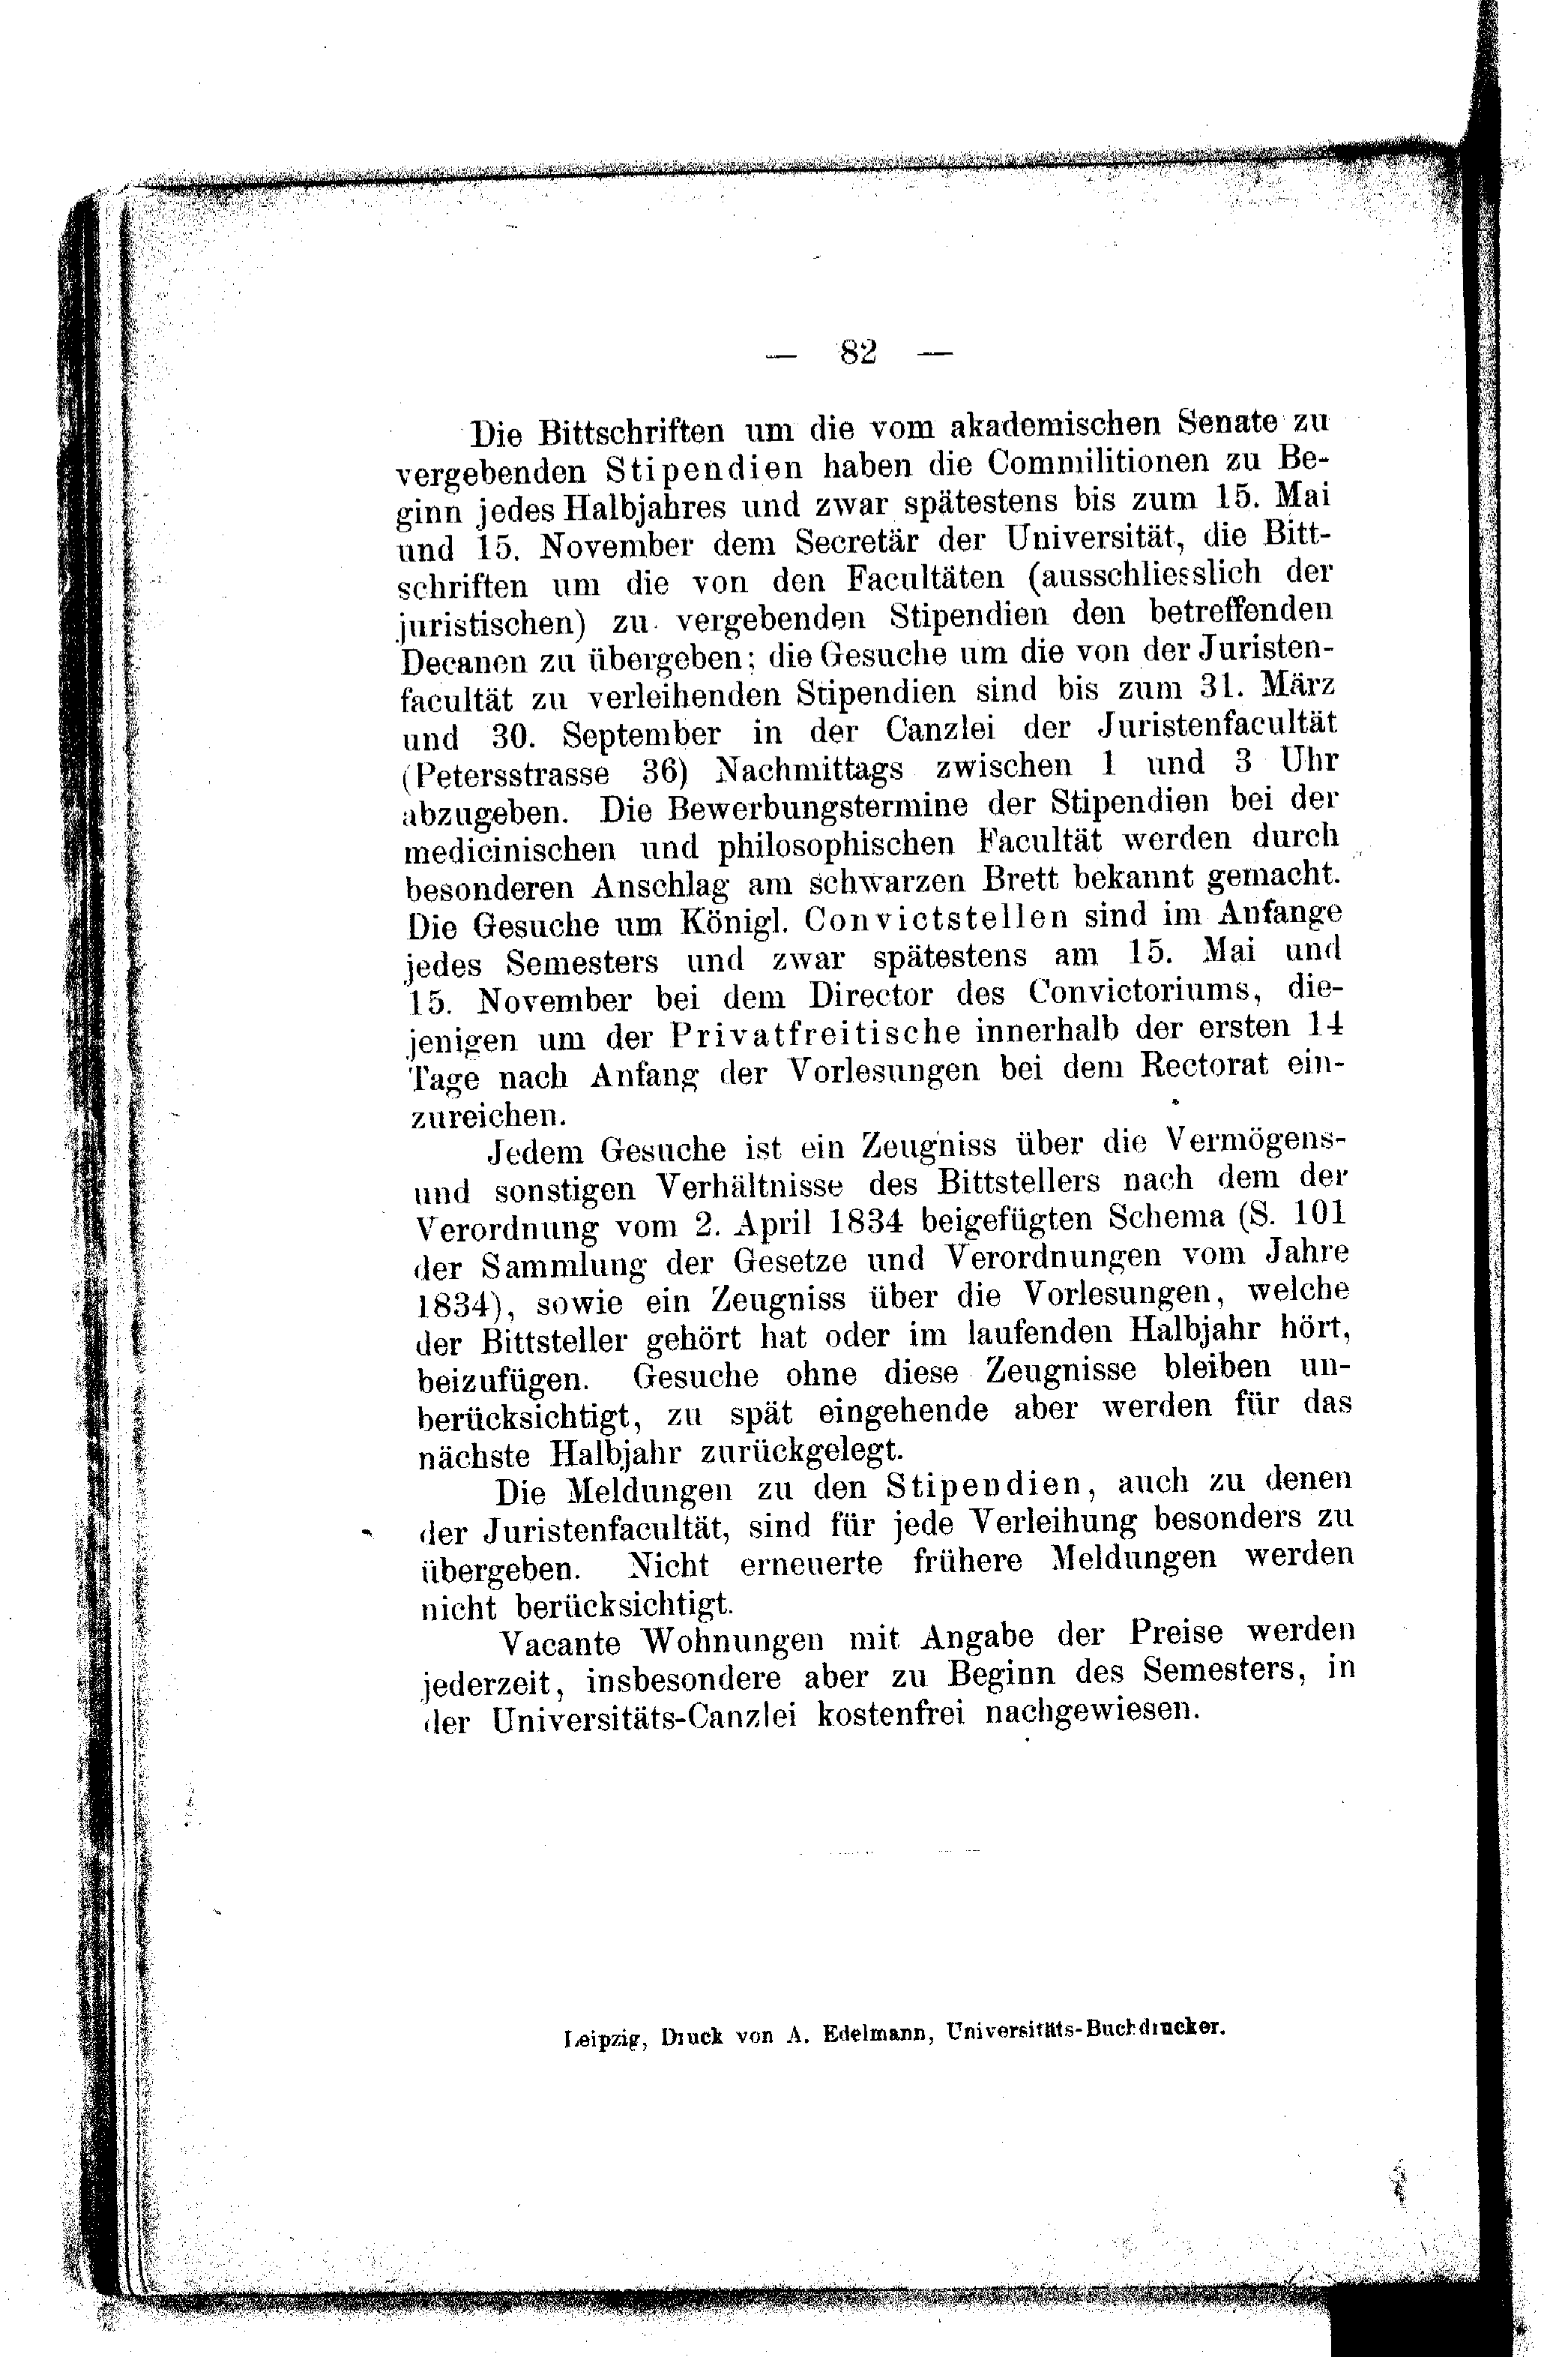 — 82 —
Die Bittschriften um die vom akademischen Senate zu
vergebenden Stipendien haben die Commilitionen zu Be-
ginn jedes Halbjahres und zwar spätestens bis zum 15. Mai
und 15. November dem Secretär der Universität, die Bitt-
schriften um die von den Facultäten (ausschliesslich der
juristischen) zu vergebenden Stipendien den betreffenden
Decanen zu übergeben; die Gesuche um die von der Juristen-
facultät zu verleihenden Stipendien sind bis zum 31. März
und 30. September in der Canzlei der Juristenfacultät
(Petersstrasse 36) Nachmittags zwischen 1 und 3 Uhr
abzugeben. Die Bewerbungstermine der Stipendien bei der
medicinischen und philosophischen Facultät werden durch
besonderen Anschlag am schwarzen Brett bekannt gemacht.
Die Gesuche um Königl. Convictstellen sind im Anfange
jedes Semesters und zwar spätestens am 15. Mai und
15. November bei dem Director des Convictoriums, die-
jenigen um der Privatfreitische innerhalb der ersten 14
Tage nach Anfang der Vorlesungen bei dem Rectorat ein-
zureichen.
Jedem Gesuche ist ein Zeugniss über die Vermögens-
und sonstigen Verhältnisse des Bittstellers nach dem der
Verordnung vom 2. April 1834 beigefügten Schema (S. 101
der Sammlung der Gesetze und Verordnungen vom Jahre
1834), sowie ein Zeugniss über die Vorlesungen, welche
der Bittsteller gehört hat oder im laufenden Halbjahr hört,
beizufügen. Gesuche ohne diese Zeugnisse bleiben un-
berücksichtigt, zu spät eingehende aber werden für das
nächste Halbjahr zurückgelegt.
Die Meldungen zu den Stipendien, auch zu denen
der Juristenfacultät, sind für jede Verleihung besonders zu
übergeben. Nicht erneuerte frühere Meldungen werden
nicht berücksichtigt.
Vacante Wohnungen mit Angabe der Preise werden
jederzeit, insbesondere aber zu Beginn des Semesters, in
der Universitäts-Canzlei kostenfrei nachgewiesen.
Leipzig, Druck von A. Edelmann, Universitäts-Buchdrucker.